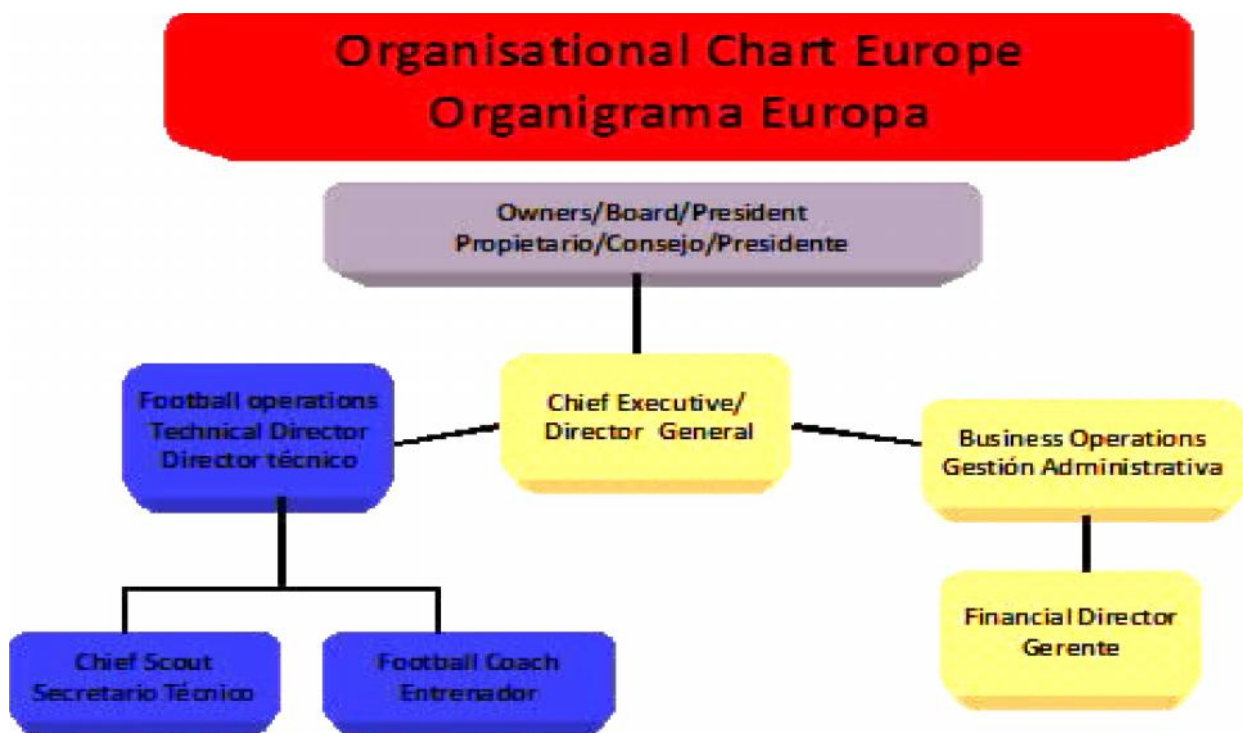 Organisational Chart Europe
Organigrama Europa
Owners/Board/President
Propietario/Consejo/Presidente
Football operations
Technical Director
Director técnico
Chief Executive/
Director General
Business Operations
Gestión Administrativa
Financial Director
Gerente
Chief Scout
Secretario Técnico
Football Coach
Entrenador